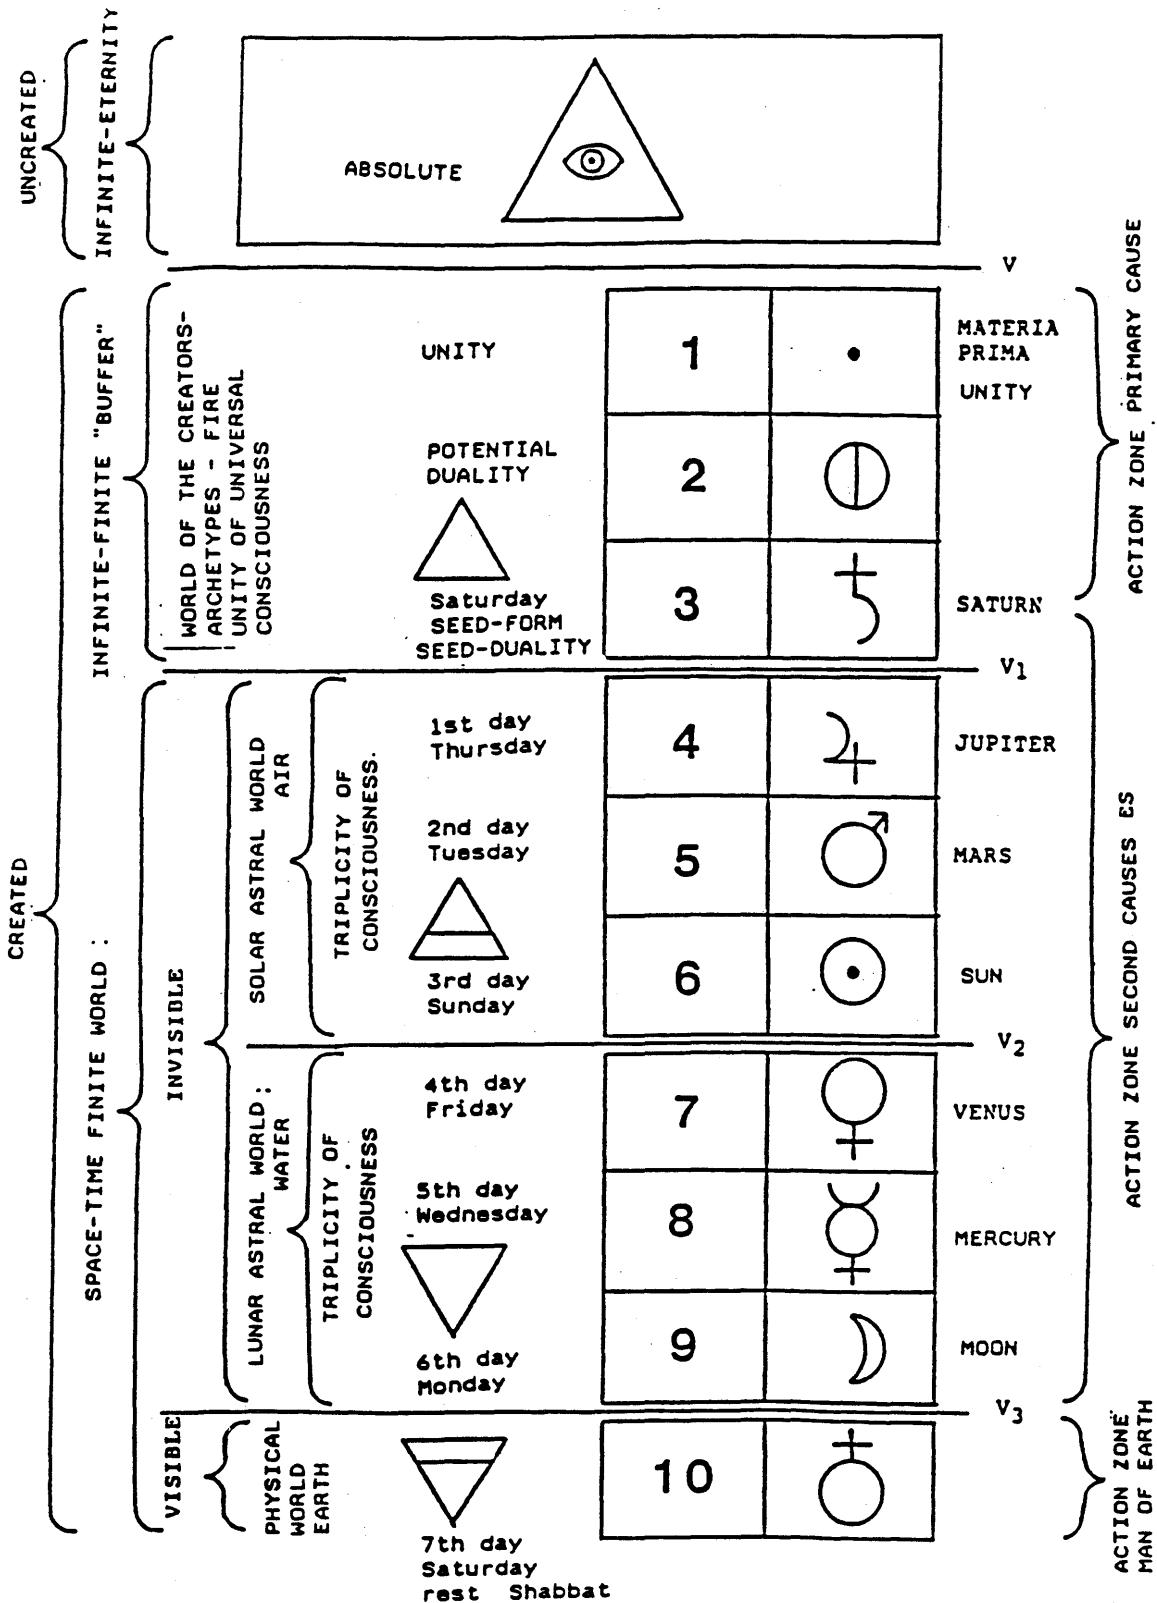 UNCREATED
INFINITE-ETERNITY
ABSOLUTE
V
CREATED
INFINITE-FINITE "BUFFER"
WORLD OF THE CREATORS-
ARCHETYPES - FIRE
UNITY OF UNIVERSAL
CONSCIOUSNESS
UNITY
1
MATERIA
PRIMA
UNITY
POTENTIAL
DUALITY
2
Saturday
SEED-FORM
SEED-DUALITY
3
SATURN
ACTION ZONE PRIMARY CAUSE
V1
SPACE-TIME FINITE WORLD :
INVISIBLE
SOLAR ASTRAL WORLD
AIR
TRIPLICITY OF
CONSCIOUSNESS.
1st day
Thursday
4
JUPITER
2nd day
Tuesday
5
MARS
3rd day
Sunday
6
SUN
V2
ACTION ZONE SECOND CAUSES ES
LUNAR ASTRAL WORLD:
WATER
TRIPLICITY OF
CONSCIOUSNESS
4th day
Friday
7
VENUS
5th day
Wednesday
8
MERCURY
6th day
Monday
9
MOON
V3
VISIBLE
PHYSICAL
WORLD
EARTH
7th day
Saturday
rest Shabbat
10
ACTION ZONE
MAN OF EARTH